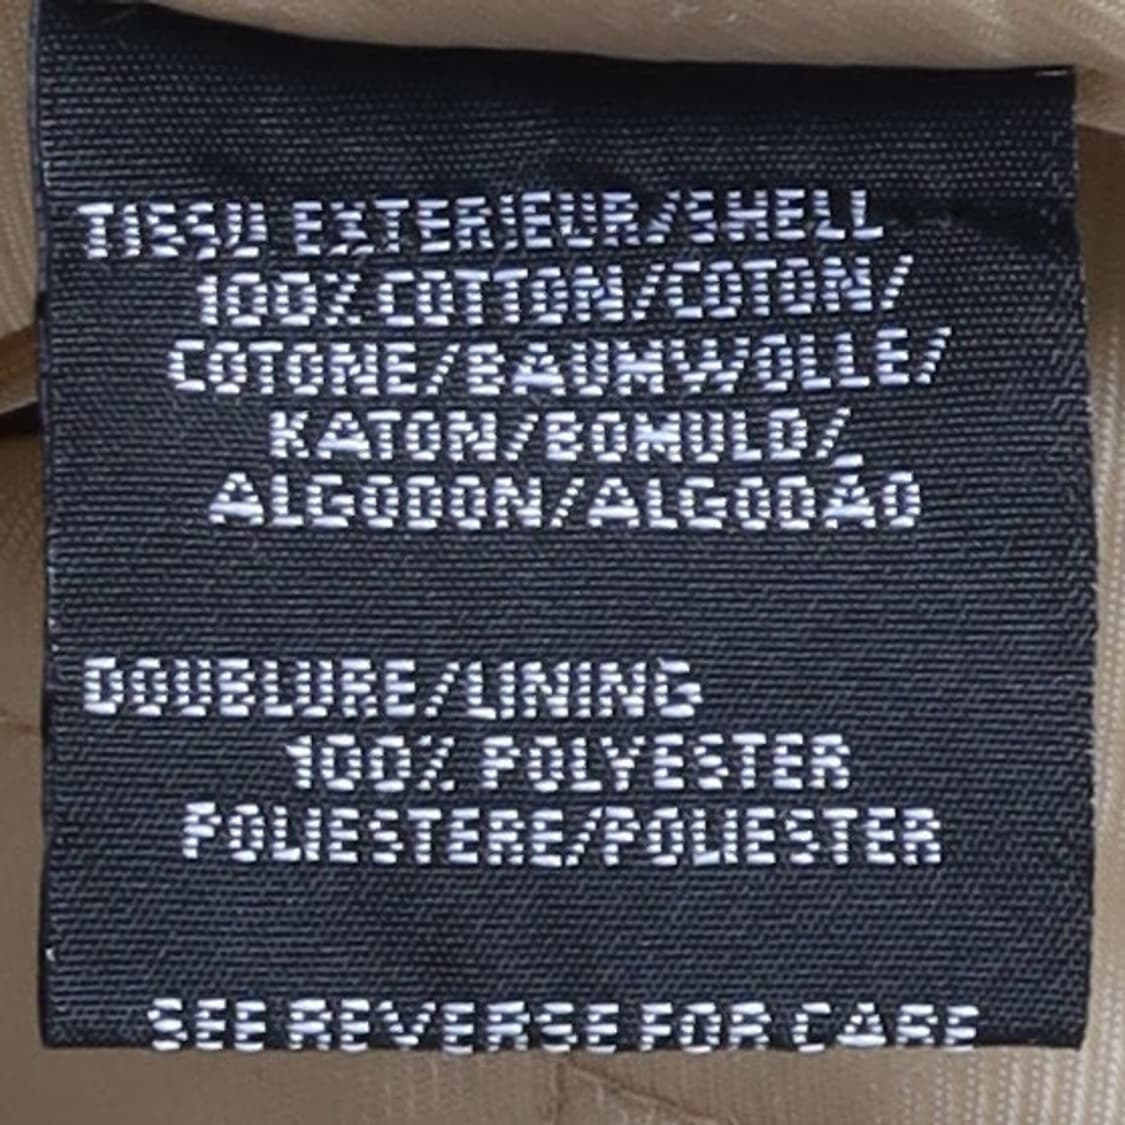 TISSU EXTERIEUR/SHELL
100% COTTON/COTON/
COTONE/BAUMWOLLE/
KATON/BOMULD/
ALGODON/ALGODÃO
DOUBLURE/LINING
100% POLYESTER
POLIESTERE/POLIESTER
SEE REVERSE FOR CARE